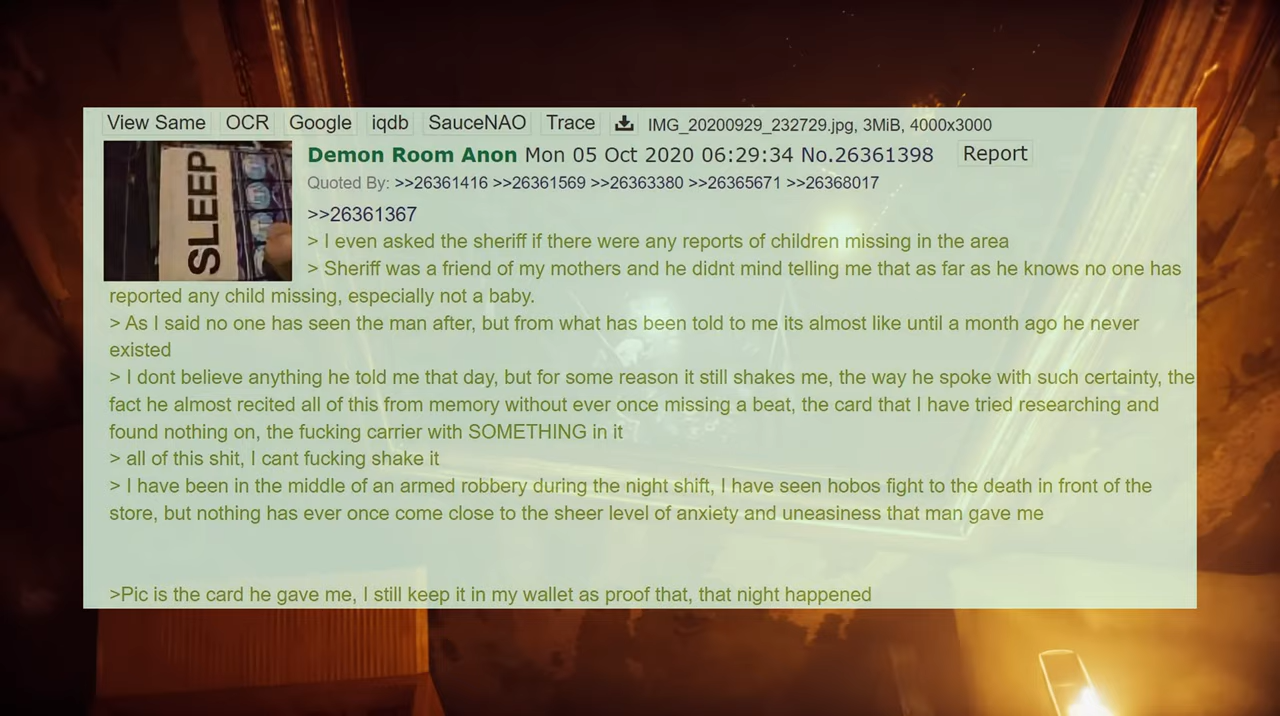 View Same OCR Google iqdb SauceNAO Trace IMG_20200929_232729.jpg, 3MiB, 4000x3000
SLEEP
Demon Room Anon Mon 05 Oct 2020 06:29:34 No.26361398 Report
Quoted By: >>26361416 >>26361569 >>26363380 >>26365671 >>26368017
>>26361367
> I even asked the sheriff if there were any reports of children missing in the area
> Sheriff was a friend of my mothers and he didnt mind telling me that as far as he knows no one has
reported any child missing, especially not a baby.
> As I said no one has seen the man after, but from what has been told to me its almost like until a month ago he never
existed
> I dont believe anything he told me that day, but for some reason it still shakes me, the way he spoke with such certainty, the
fact he almost recited all of this from memory without ever once missing a beat, the card that I have tried researching and
found nothing on, the fucking carrier with SOMETHING in it
> all of this shit, I cant fucking shake it
> I have been in the middle of an armed robbery during the night shift, I have seen hobos fight to the death in front of the
store, but nothing has ever once come close to the sheer level of anxiety and uneasiness that man gave me
>Pic is the card he gave me, I still keep it in my wallet as proof that, that night happened